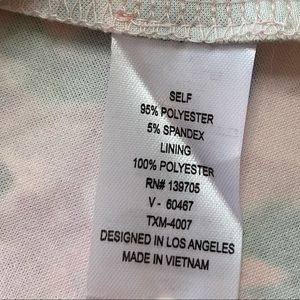 SELF
95% POLYESTER
5% SPANDEX
LINING
100% POLYESTER
RN# 139705
V - 60467
TXM-4007
DESIGNED IN LOS ANGELES
MADE IN VIETNAM